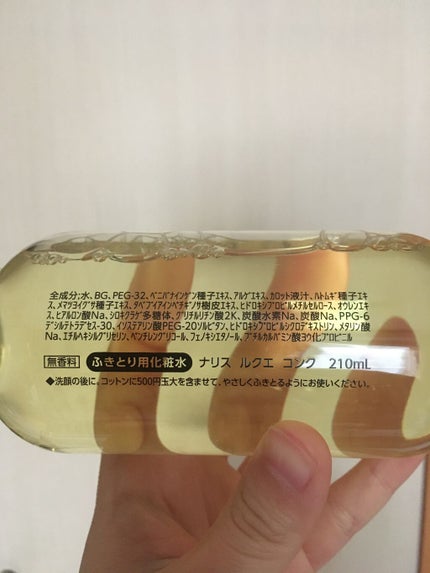 全成分:水、BG、PEG-32、ベニバナインゲン種子エキス、アルゲエキス、カロット液汁、ハトムギ種子エキ
ス、メマツヨイグサ種子エキス、タベブイアインペチギノサ樹皮エキス、ヒドロキシプロピルメチルセルロース、オウレンエキ
ス、ヒアルロン酸Na、シロキクラゲ多糖体、グリチルリチン酸2K、炭酸水素Na、炭酸Na、PPG-6
デシルテトラデセス-30、イソステアリン酸PEG-20ソルビタン、ヒドロキシプロピルシクロデキストリン、メタリン酸
Na、エチルヘキシルグリセリン、ペンチレングリコール、フェノキシエタノール、ブチルカルバミン酸ヨウ化プロピニル
無香料 ふきとり用化粧水 ナリス ルクエ コンク 210mL
◆洗顔の後に、コットンに500円玉大を含ませて、やさしくふきとるようにお使いください。